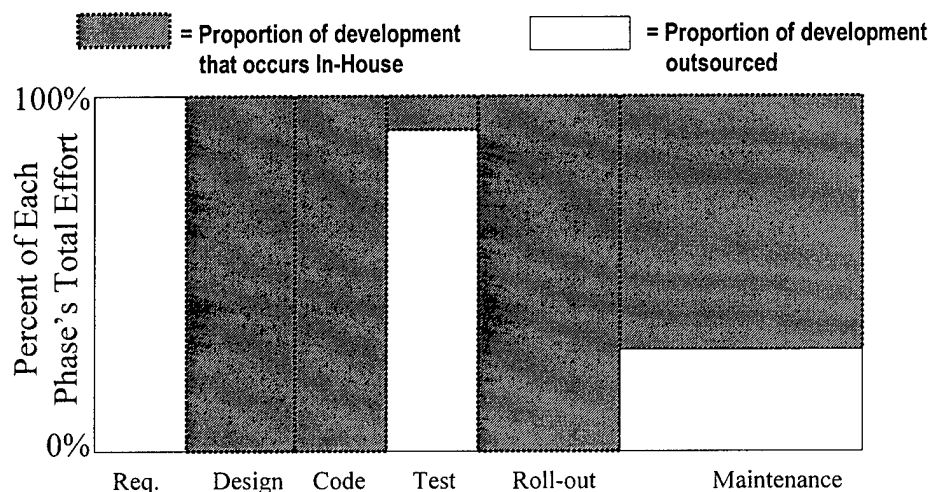 = Proportion of development
that occurs In-House
= Proportion of development
outsourced
100%
Percent of Each
Phase's Total Effort
0%
Req. Design Code Test Roll-out Maintenance